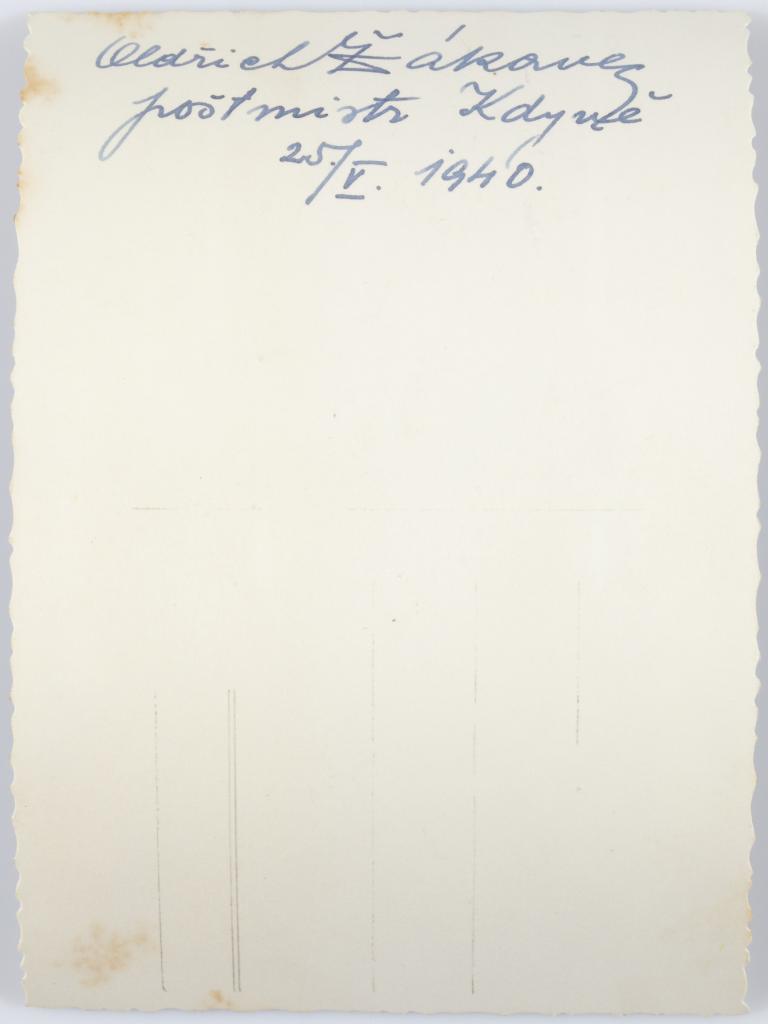 Oldřich Žákavec
poštmistr Kdyně
25./V. 1940.